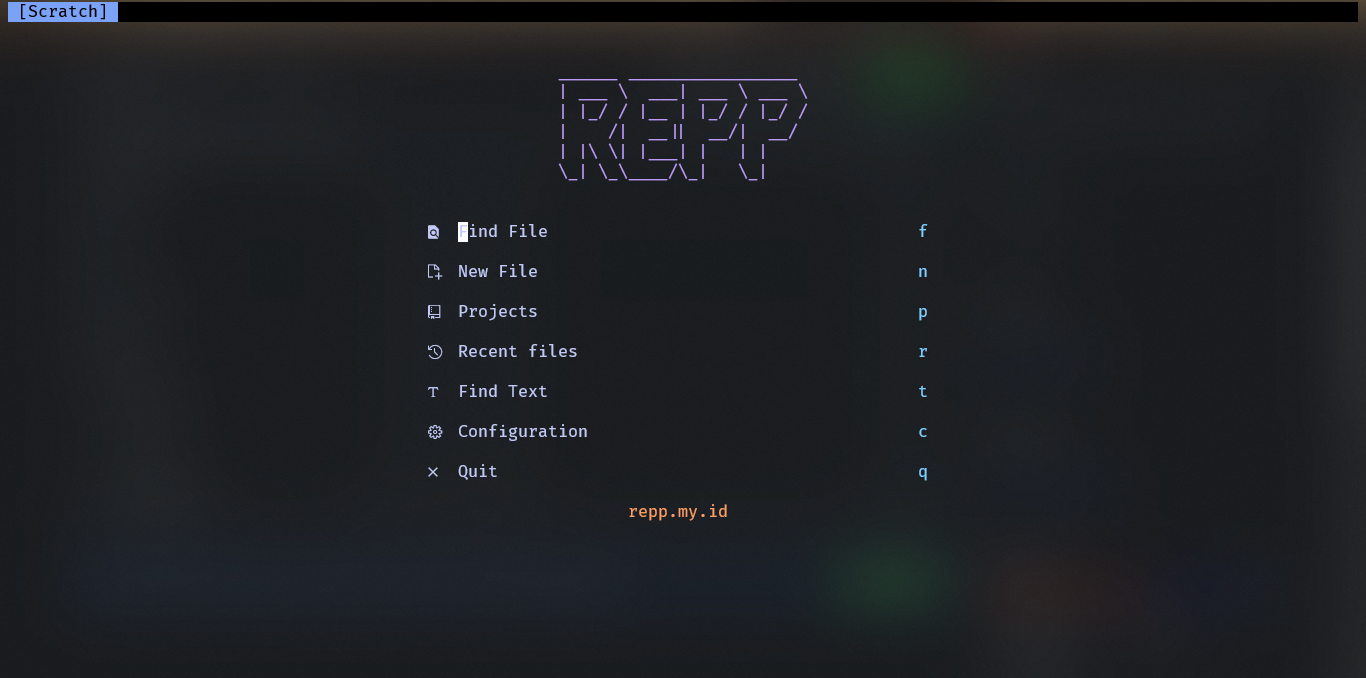 [Scratch]
REPP
Find File f
New File n
Projects p
Recent files r
Find Text t
Configuration c
Quit q
repp.my.id